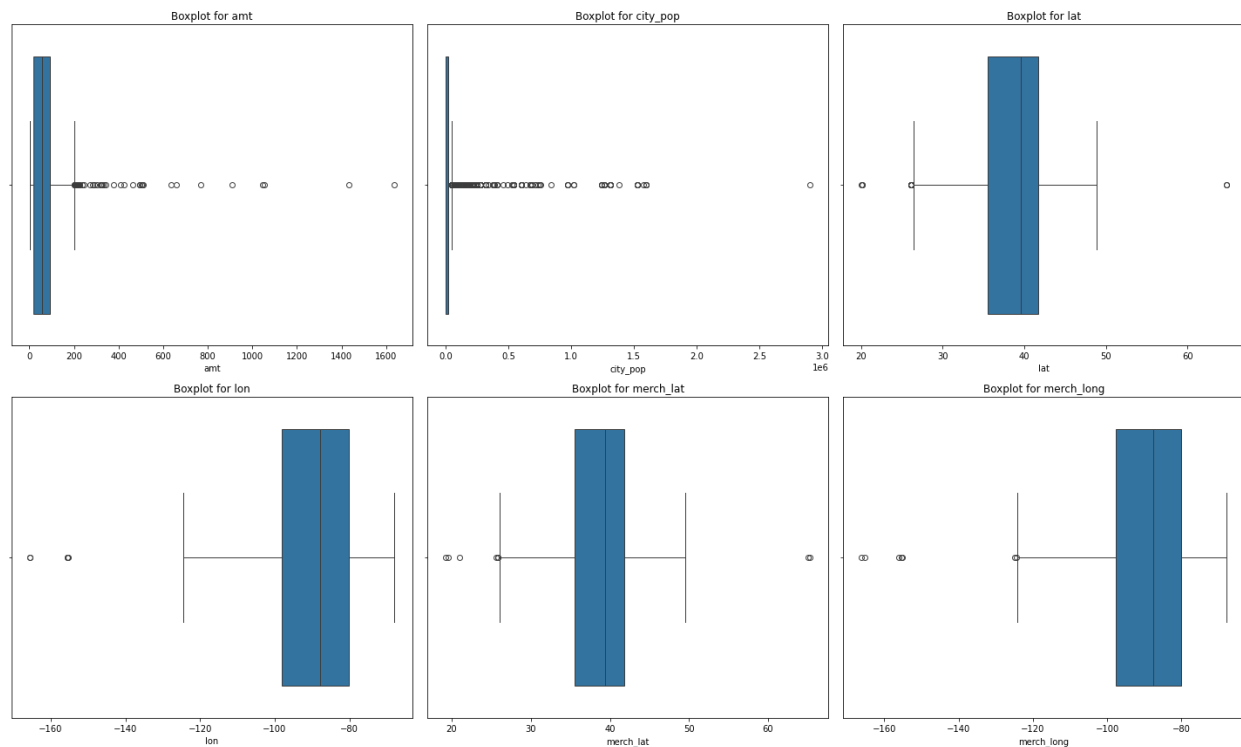 Boxplot for amt
0 200 400 600 800 1000 1200 1400 1600
amt
Boxplot for city_pop
0.0 0.5 1.0 1.5 2.0 2.5 3.0
1e6
city_pop
Boxplot for lat
20 30 40 50 60
lat
Boxplot for lon
−160 −140 −120 −100 −80
lon
Boxplot for merch_lat
20 30 40 50 60
merch_lat
Boxplot for merch_long
−160 −140 −120 −100 −80
merch_long